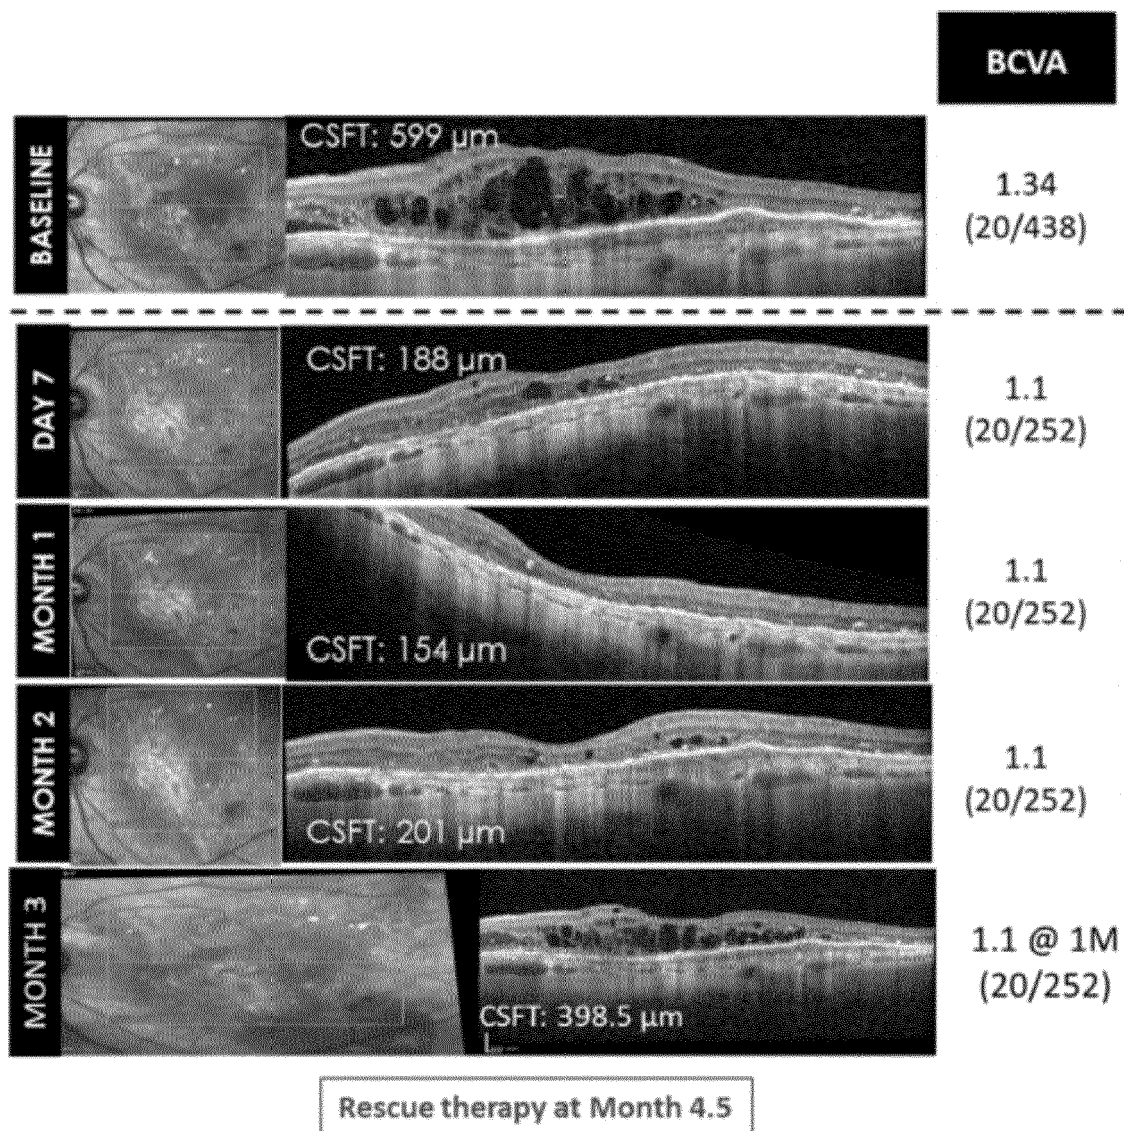 BCVA
BASELINE
CSFT: 599 µm
1.34
(20/438)
DAY 7
CSFT: 188 µm
1.1
(20/252)
MONTH 1
CSFT: 154 µm
1.1
(20/252)
MONTH 2
CSFT: 201 µm
1.1
(20/252)
MONTH 3
CSFT: 398.5 µm
1.1 @ 1M
(20/252)
Rescue therapy at Month 4.5